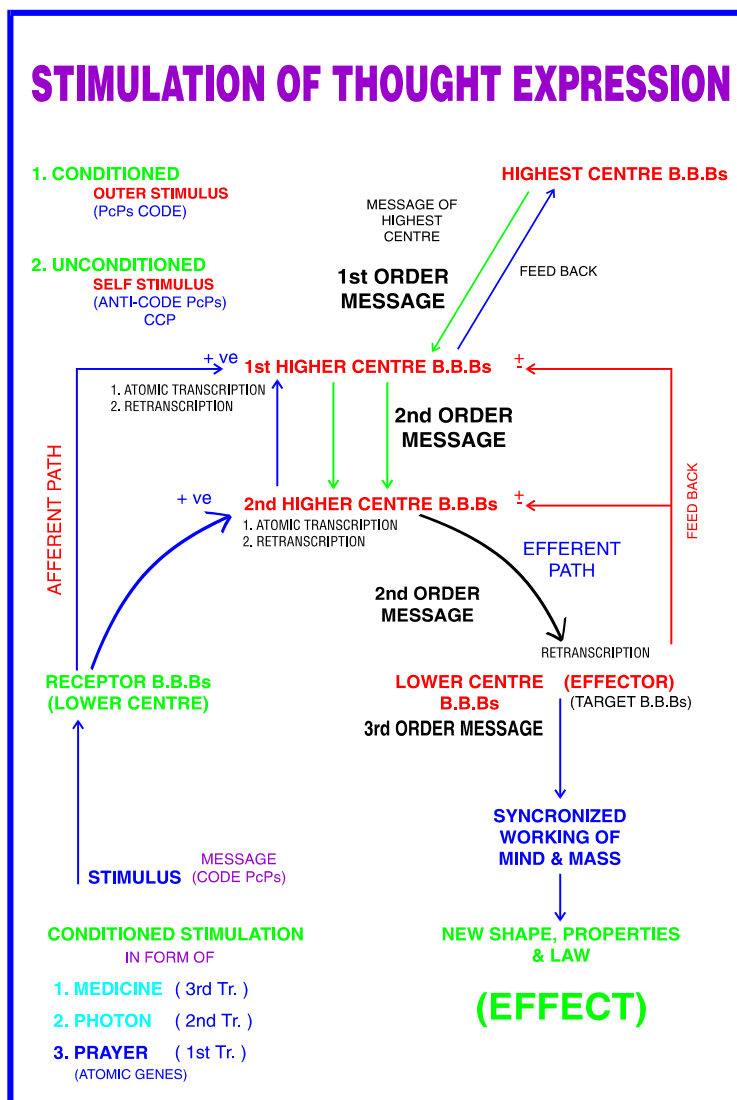 STIMULATION OF THOUGHT EXPRESSION
1. CONDITIONED
OUTER STIMULUS
(PcPs CODE)
2. UNCONDITIONED
SELF STIMULUS
(ANTI-CODE PcPs)
CCP
HIGHEST CENTRE B.B.Bs
MESSAGE OF
HIGHEST
CENTRE
1st ORDER
MESSAGE
FEED BACK
+ ve
1st HIGHER CENTRE B.B.Bs
+
-
1. ATOMIC TRANSCRIPTION
2. RETRANSCRIPTION
2nd ORDER
MESSAGE
AFFERENT PATH
FEED BACK
+ ve
2nd HIGHER CENTRE B.B.Bs
+
-
1. ATOMIC TRANSCRIPTION
2. RETRANSCRIPTION
EFFERENT
PATH
2nd ORDER
MESSAGE
RETRANSCRIPTION
RECEPTOR B.B.Bs
(LOWER CENTRE)
LOWER CENTRE
B.B.Bs
(EFFECTOR)
(TARGET B.B.Bs)
3rd ORDER MESSAGE
SYNCRONIZED
WORKING OF
MIND & MASS
STIMULUS
MESSAGE
(CODE PcPs)
CONDITIONED STIMULATION
IN FORM OF
1. MEDICINE ( 3rd Tr. )
2. PHOTON ( 2nd Tr. )
3. PRAYER ( 1st Tr. )
(ATOMIC GENES)
NEW SHAPE, PROPERTIES
& LAW
(EFFECT)